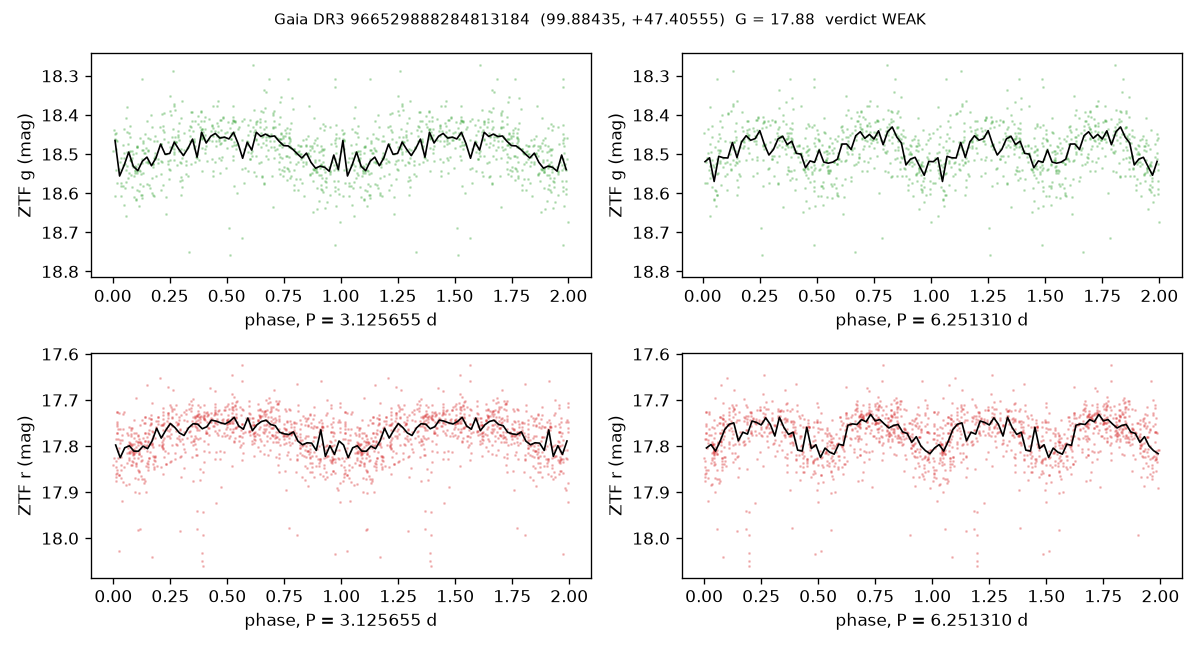 Gaia DR3 966529888284813184  (99.88435, +47.40555)  G = 17.88  verdict WEAK
ZTF g (mag)
18.3
18.4
18.5
18.6
18.7
18.8
0.00 0.25 0.50 0.75 1.00 1.25 1.50 1.75 2.00
phase, P = 3.125655 d
ZTF g (mag)
18.3
18.4
18.5
18.6
18.7
18.8
0.00 0.25 0.50 0.75 1.00 1.25 1.50 1.75 2.00
phase, P = 6.251310 d
ZTF r (mag)
17.6
17.7
17.8
17.9
18.0
0.00 0.25 0.50 0.75 1.00 1.25 1.50 1.75 2.00
phase, P = 3.125655 d
ZTF r (mag)
17.6
17.7
17.8
17.9
18.0
0.00 0.25 0.50 0.75 1.00 1.25 1.50 1.75 2.00
phase, P = 6.251310 d